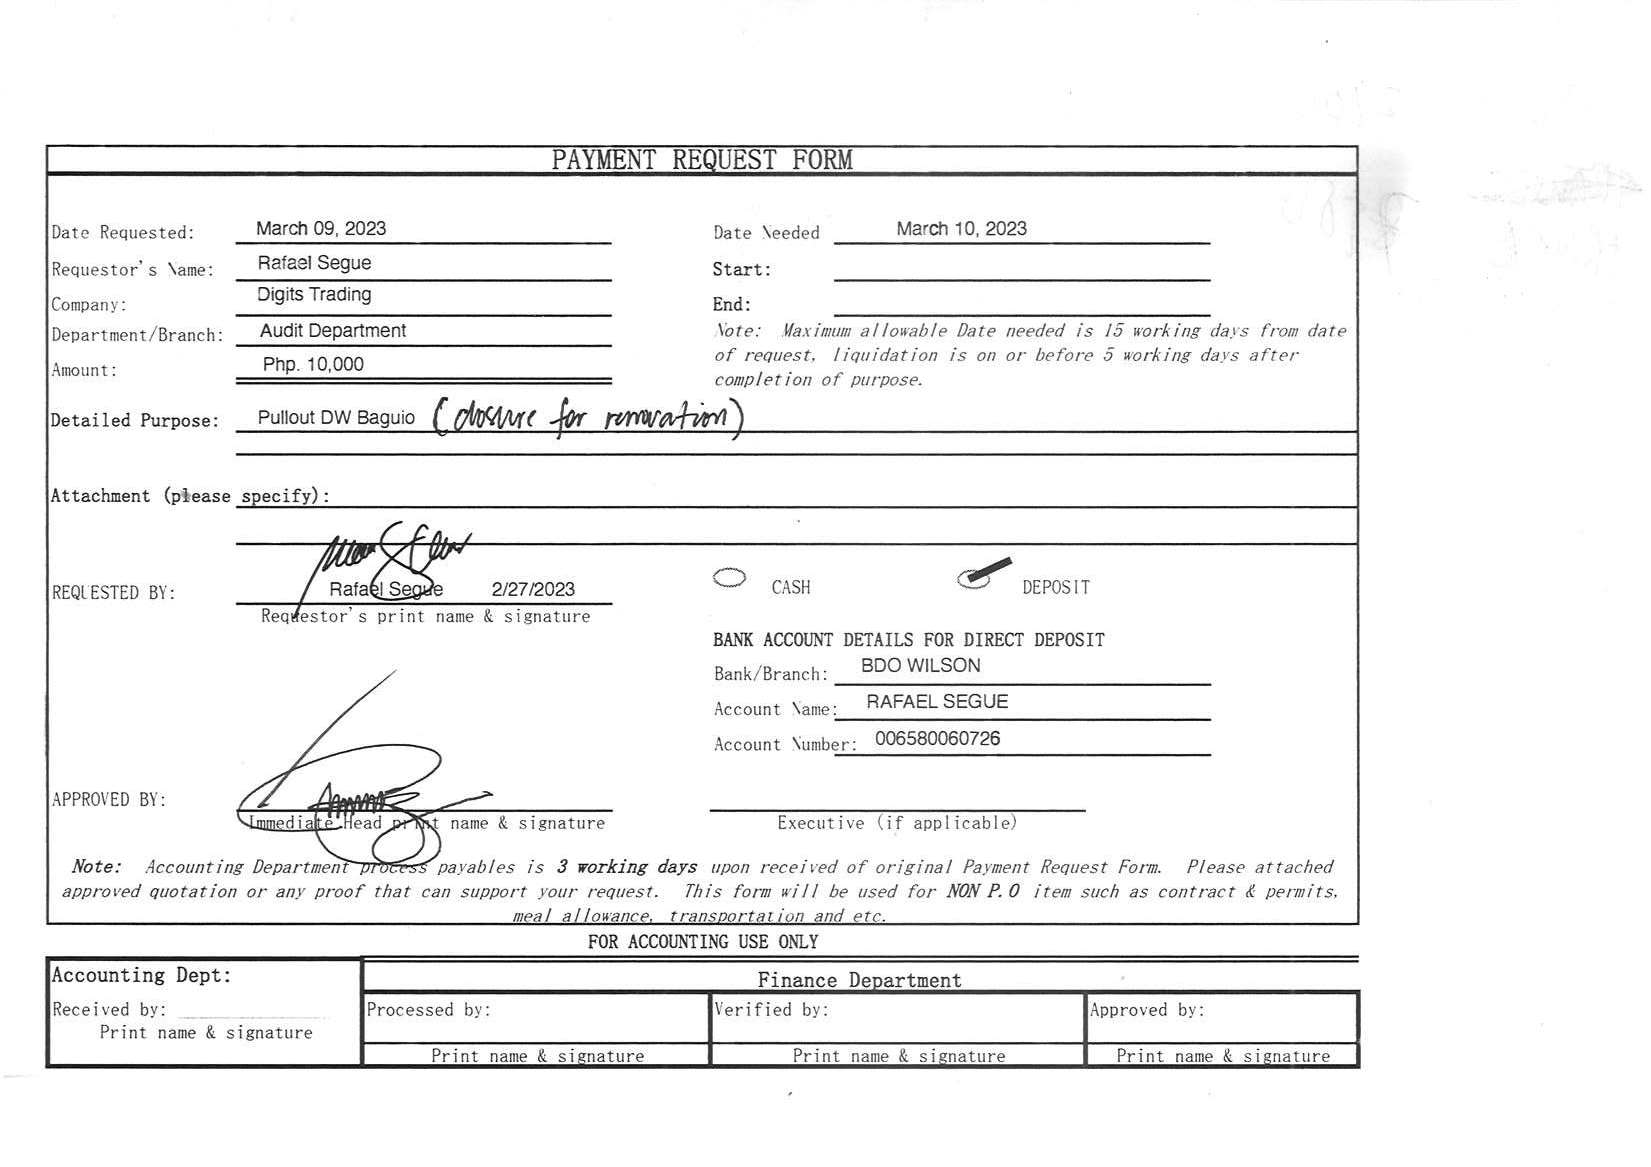 PAYMENT REQUEST FORM
Date Requested: March 09, 2023 Date Needed March 10, 2023
Requestor's Name: Rafael Segue Start:
Company: Digits Trading End:
Department/Branch: Audit Department
Amount: Php. 10,000
Note: Maximum allowable Date needed is 15 working days from date
of request, liquidation is on or before 5 working days after
completion of purpose.
Detailed Purpose: Pullout DW Baguio (closure for renovation)
Attachment (please specify):
REQUESTED BY: Rafael Segue 2/27/2023
Requestor's print name & signature
CASH DEPOSIT
BANK ACCOUNT DETAILS FOR DIRECT DEPOSIT
Bank/Branch: BDO WILSON
Account Name: RAFAEL SEGUE
Account Number: 006580060726
APPROVED BY:
Immediate Head print name & signature Executive (if applicable)
Note: Accounting Department process payables is 3 working days upon received of original Payment Request Form. Please attached
approved quotation or any proof that can support your request. This form will be used for NON P.O item such as contract & permits,
meal allowance, transportation and etc.
FOR ACCOUNTING USE ONLY
Accounting Dept: Finance Department
Received by: Processed by: Verified by: Approved by:
Print name & signature
Print name & signature Print name & signature Print name & signature